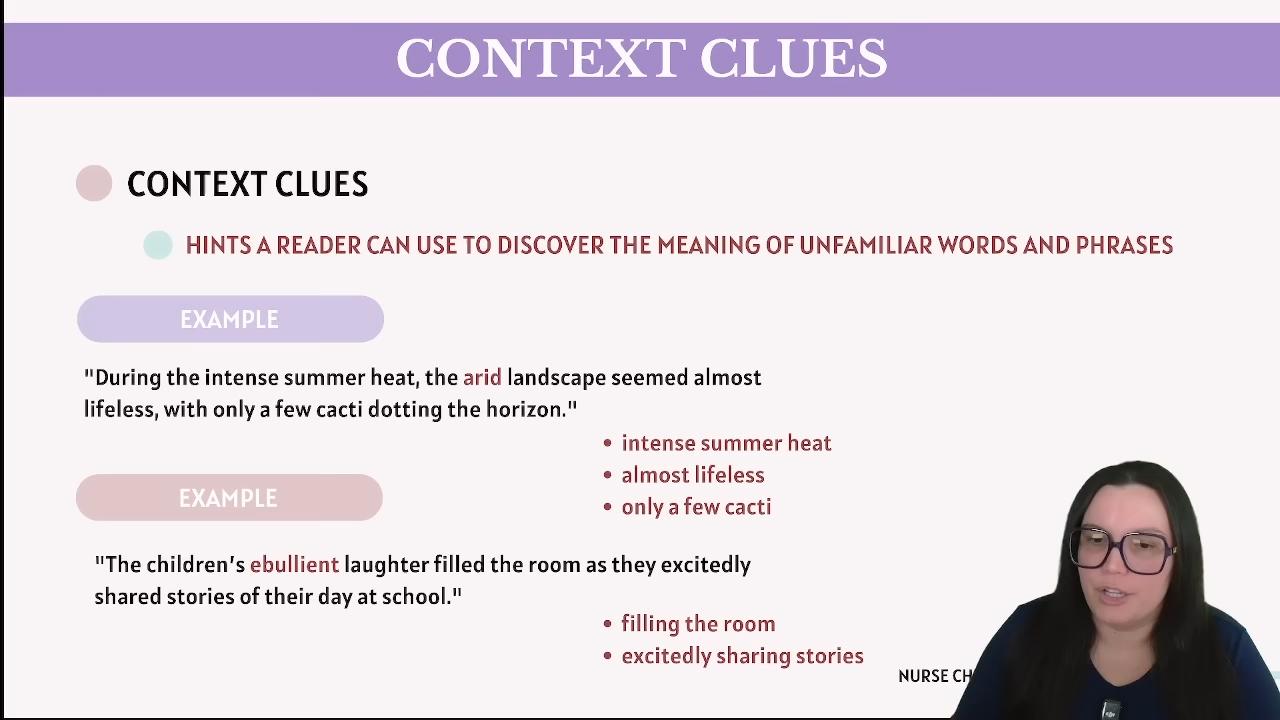 CONTEXT CLUES
CONTEXT CLUES
HINTS A READER CAN USE TO DISCOVER THE MEANING OF UNFAMILIAR WORDS AND PHRASES
EXAMPLE
"During the intense summer heat, the arid landscape seemed almost
lifeless, with only a few cacti dotting the horizon."
• intense summer heat
• almost lifeless
• only a few cacti
EXAMPLE
"The children's ebullient laughter filled the room as they excitedly
shared stories of their day at school."
• filling the room
• excitedly sharing stories
NURSE CH